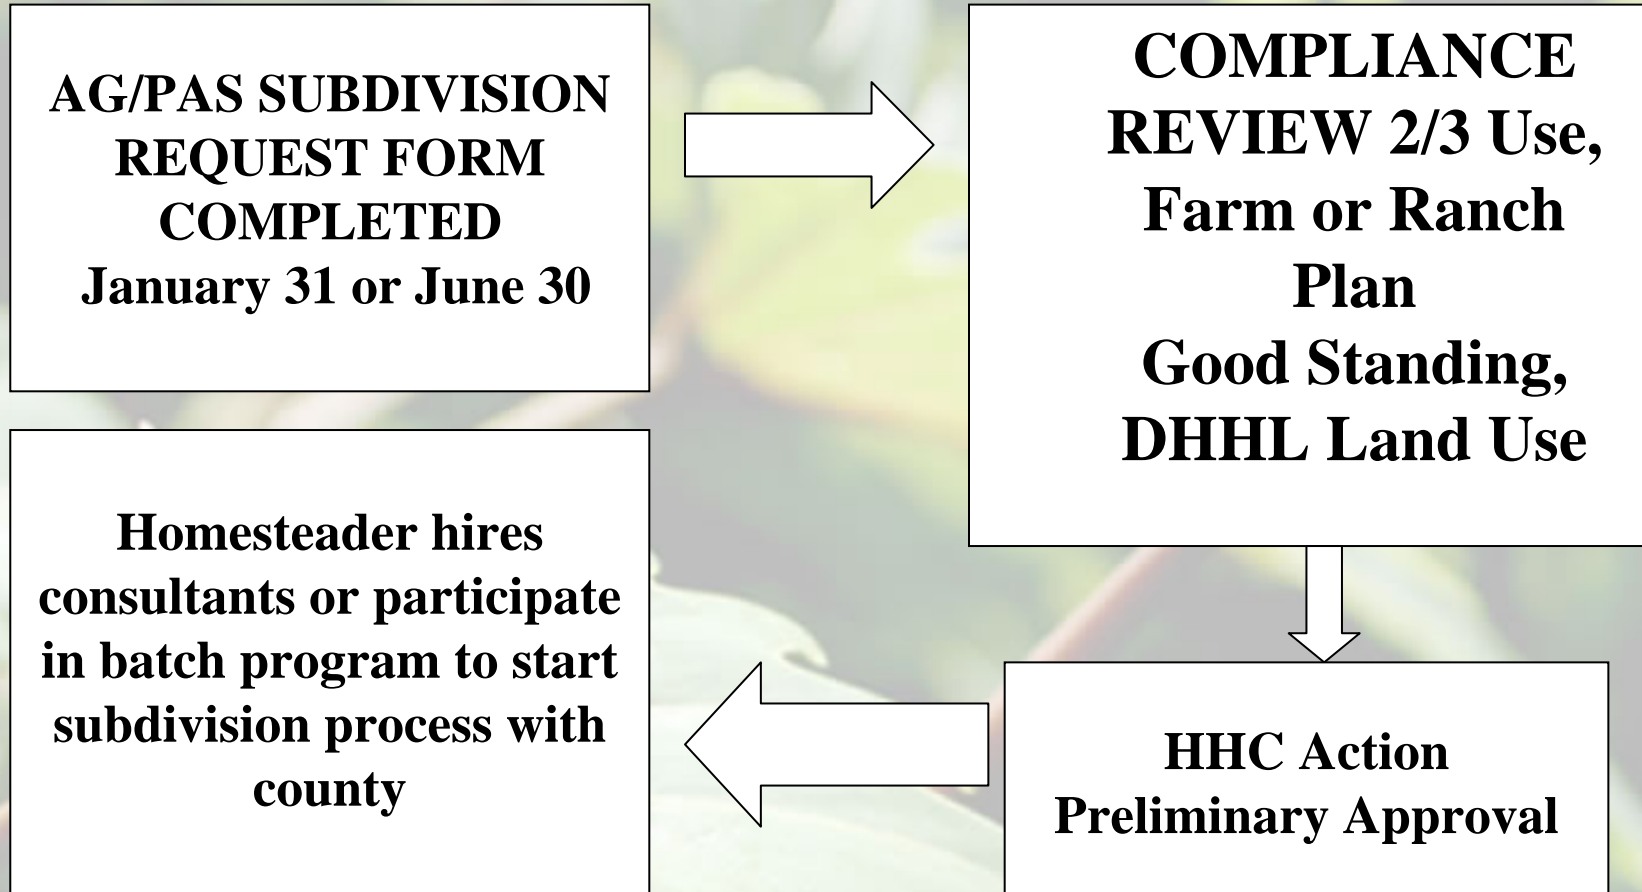 AG/PAS SUBDIVISION
REQUEST FORM
COMPLETED
January 31 or June 30
COMPLIANCE
REVIEW 2/3 Use,
Farm or Ranch
Plan
Good Standing,
DHHL Land Use
HHC Action
Preliminary Approval
Homesteader hires
consultants or participate
in batch program to start
subdivision process with
county